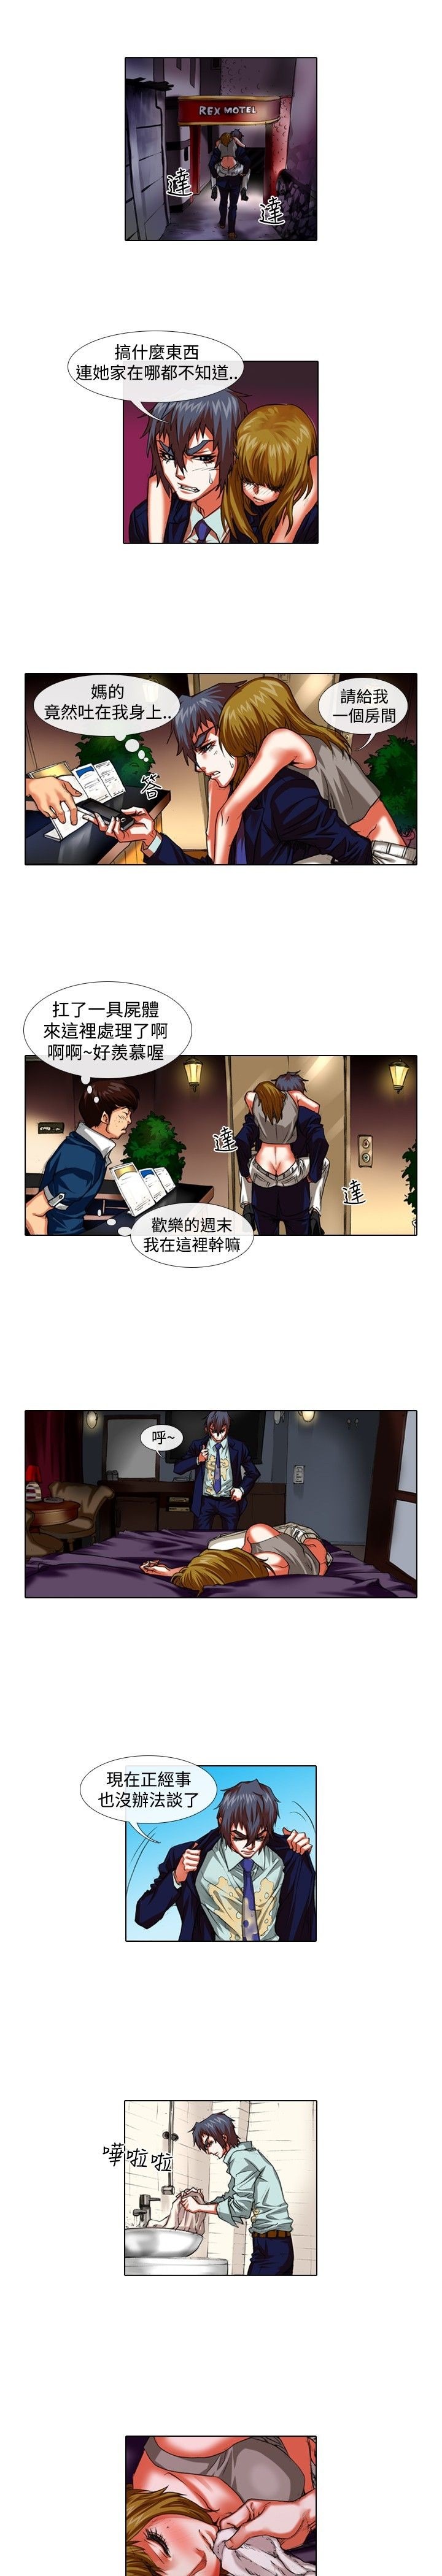 REX MOTEL
達
達
搞什麼東西
連她家在哪都不知道..
媽的
竟然吐在我身上..
請給我
一個房間
答
扛了一具屍體
來這裡處理了啊
啊啊~好羨慕喔
達
達
歡樂的週末
我在這裡幹嘛
呼~
現在正經事
也沒辦法談了
嘩啦啦